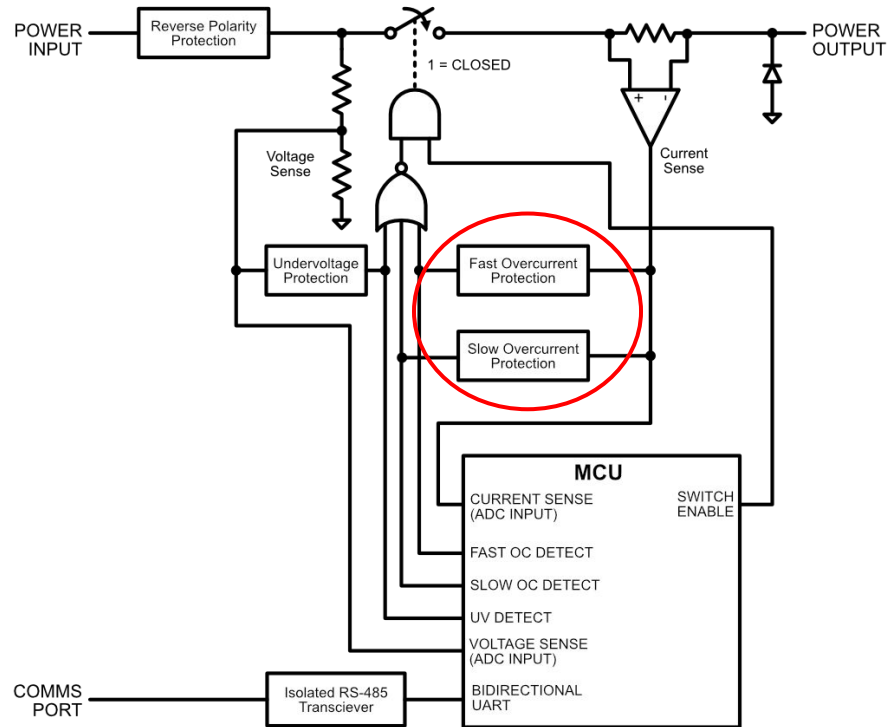 POWER
INPUT
Reverse Polarity
Protection
1 = CLOSED
POWER
OUTPUT
+ -
Current
Sense
Voltage
Sense
Undervoltage
Protection
Fast Overcurrent
Protection
Slow Overcurrent
Protection
MCU
CURRENT SENSE
(ADC INPUT)
SWITCH
ENABLE
FAST OC DETECT
SLOW OC DETECT
UV DETECT
VOLTAGE SENSE
(ADC INPUT)
BIDIRECTIONAL
UART
COMMS
PORT
Isolated RS-485
Transciever